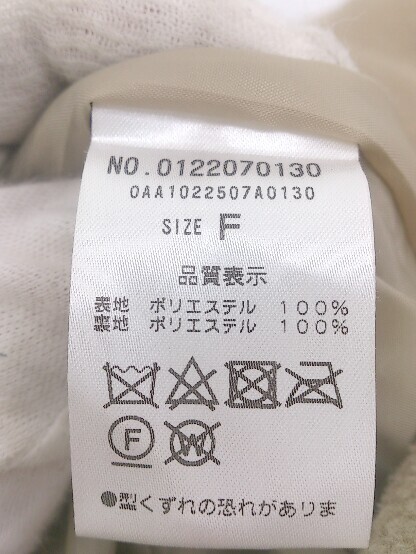 NO.0122070130
0AA1022507A0130
SIZE F
品質表示
表地 ポリエステル 100%
裏地 ポリエステル 100%
F
W
●型くずれの恐れがありま